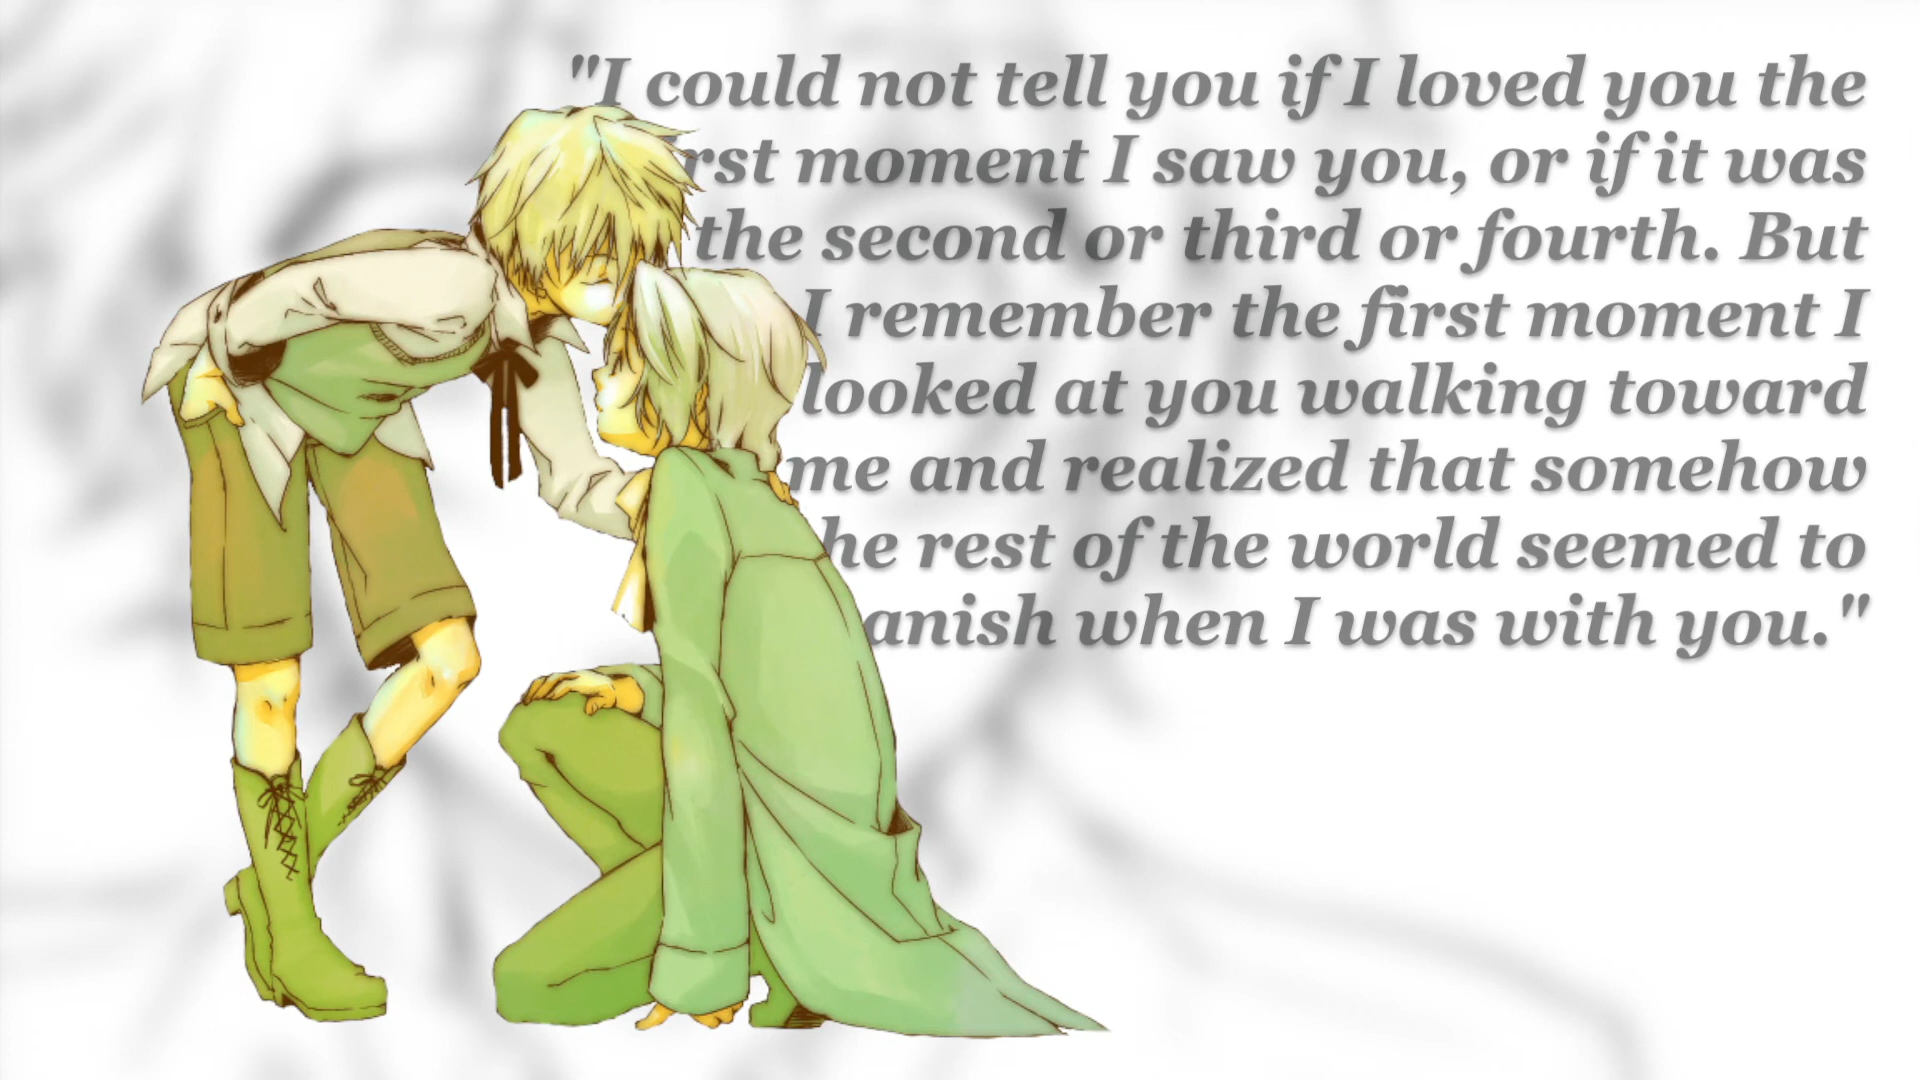 "I could not tell you if I loved you the
rst moment I saw you, or if it was
the second or third or fourth. But
I remember the first moment I
looked at you walking toward
me and realized that somehow
he rest of the world seemed to
anish when I was with you."